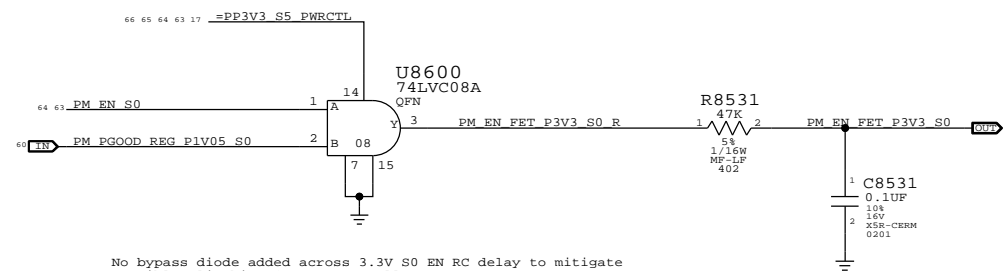 66 65 64 63 17 =PP3V3_S5_PWRCTL
U8600
74LVC08A
QFN
14
64 63 PM_EN_S0 1 A
Y 3 PM_EN_FET_P3V3_S0_R
60 IN PM_PGOOD_REG_P1V05_S0 2 B 08
7 15
R8531
47K
1 2
5%
1/16W
MF-LF
402
PM_EN_FET_P3V3_S0 OUT
1 C8531
0.1UF
10%
16V
2 X5R-CERM
0201
No bypass diode added across 3.3V S0 EN RC delay to mitigate